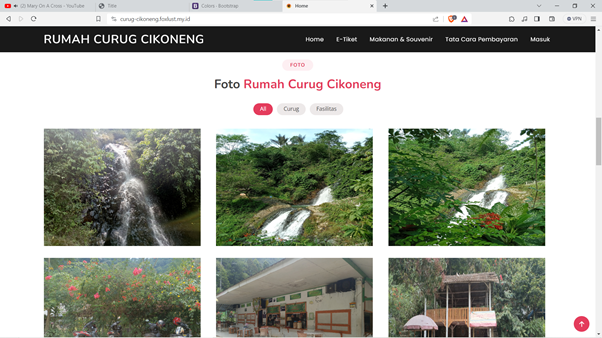 (2) Mary On A Cross - YouTube
Title
Colors · Bootstrap
Home
curug-cikoneng.foxlust.my.id
VPN
RUMAH CURUG CIKONENG
Home
E-Tiket
Makanan & Souvenir
Tata Cara Pembayaran
Masuk
FOTO
Foto Rumah Curug Cikoneng
All
Curug
Fasilitas